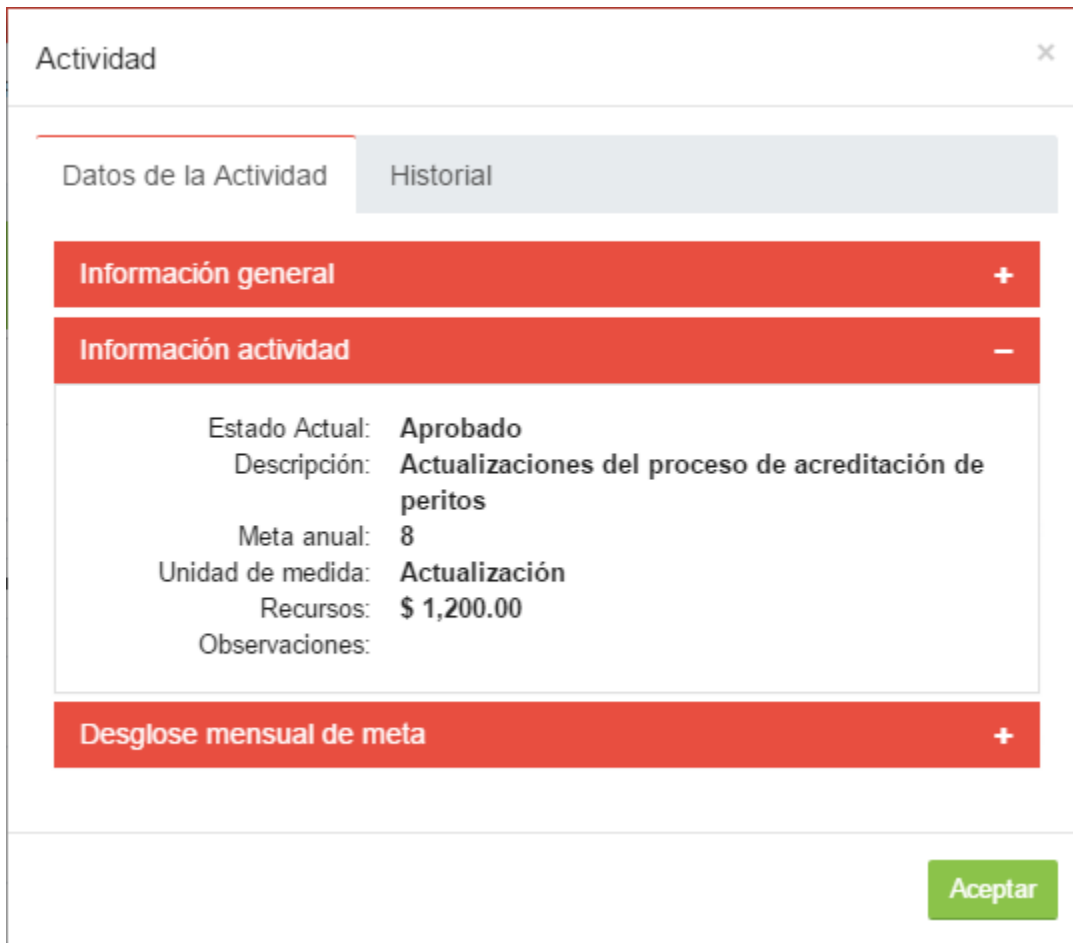 Actividad ×
Datos de la Actividad Historial
Información general +
Información actividad −
Estado Actual: Aprobado
Descripción: Actualizaciones del proceso de acreditación de
peritos
Meta anual: 8
Unidad de medida: Actualización
Recursos: $ 1,200.00
Observaciones:
Desglose mensual de meta +
Aceptar